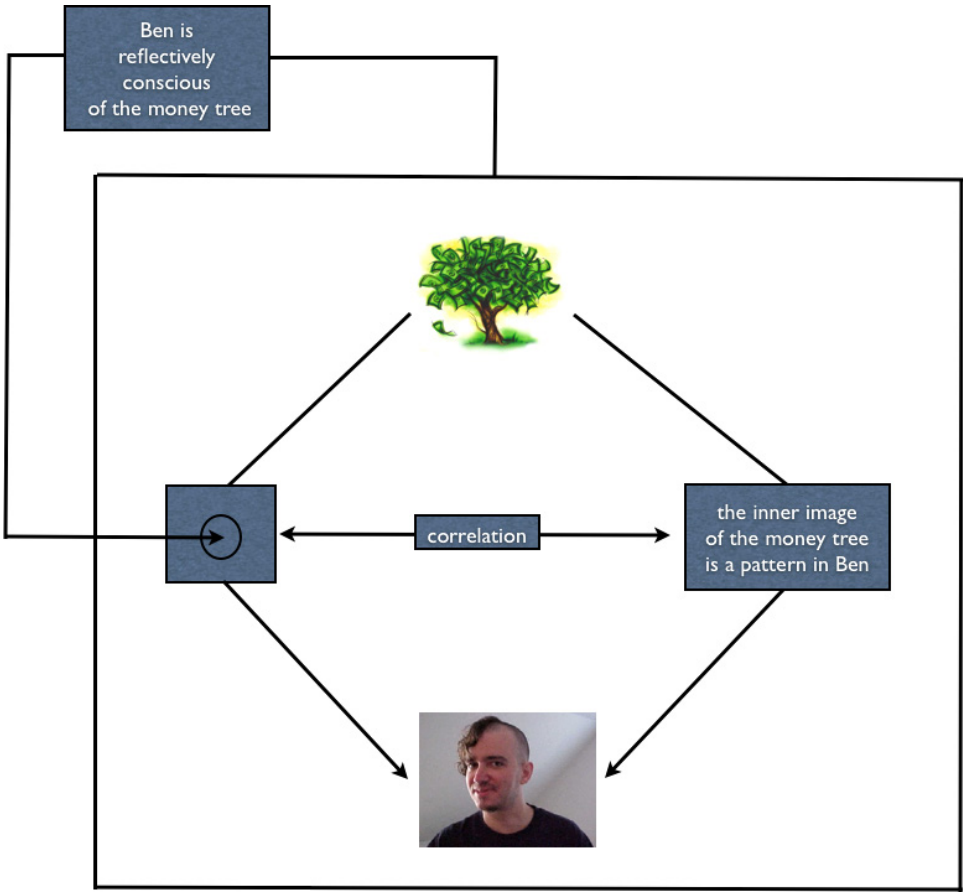 Ben is
reflectively
conscious
of the money tree
correlation
the inner image
of the money tree
is a pattern in Ben